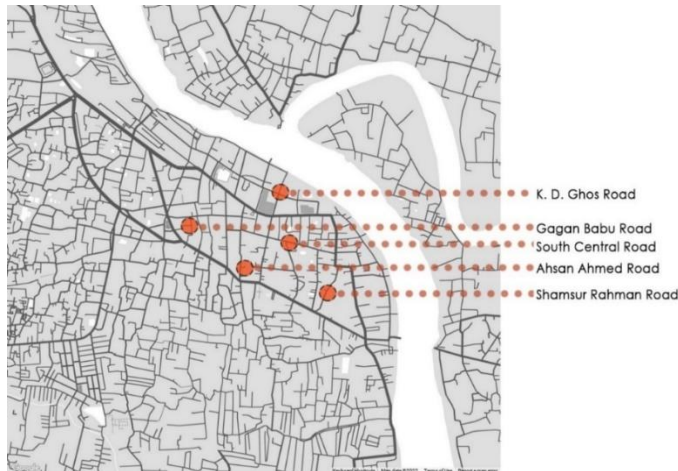 K. D. Ghos Road
Gagan Babu Road
South Central Road
Ahsan Ahmed Road
Shamsur Rahman Road